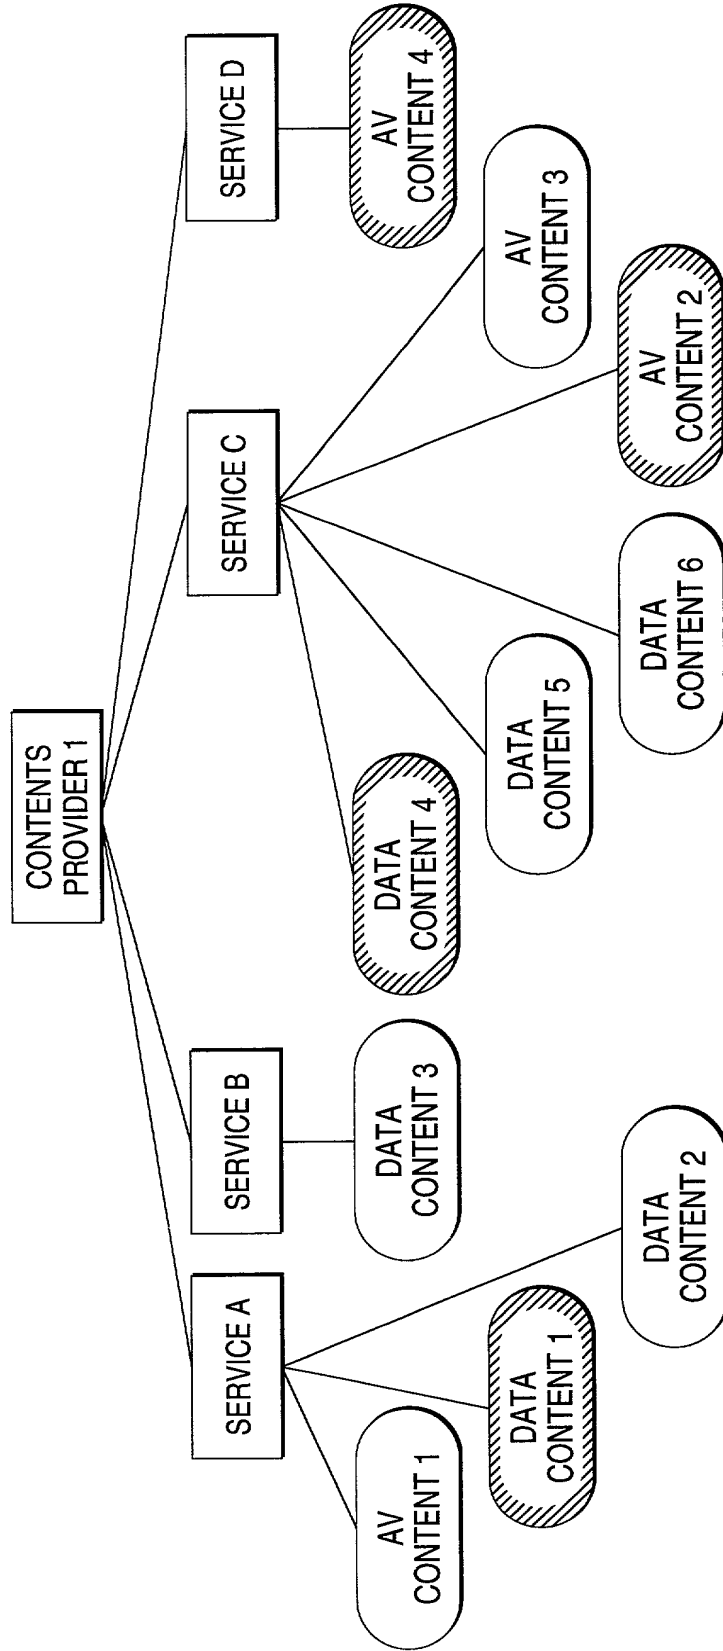 CONTENTS
PROVIDER 1
SERVICE A
SERVICE B
SERVICE C
SERVICE D
AV
CONTENT 1
DATA
CONTENT 1
DATA
CONTENT 2
DATA
CONTENT 3
DATA
CONTENT 4
DATA
CONTENT 5
DATA
CONTENT 6
AV
CONTENT 2
AV
CONTENT 3
AV
CONTENT 4